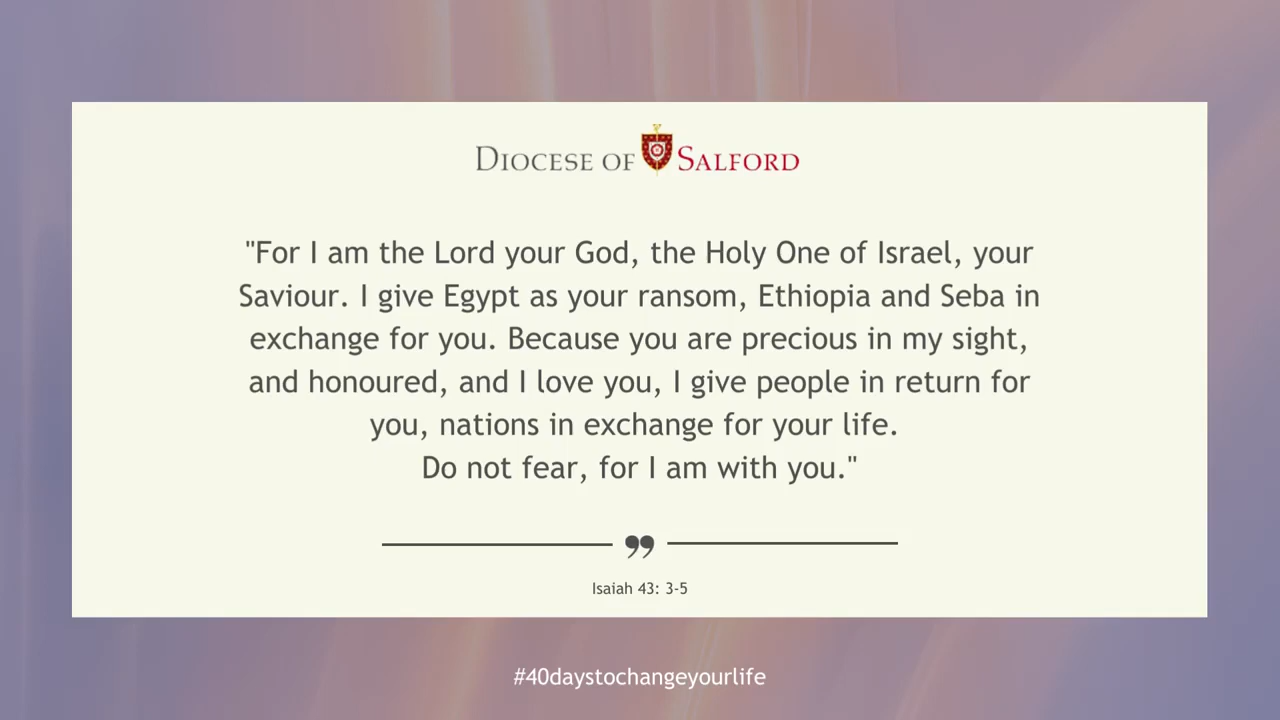 DIOCESE OF SALFORD
"For I am the Lord your God, the Holy One of Israel, your
Saviour. I give Egypt as your ransom, Ethiopia and Seba in
exchange for you. Because you are precious in my sight,
and honoured, and I love you, I give people in return for
you, nations in exchange for your life.
Do not fear, for I am with you."
”
Isaiah 43: 3-5
#40daystochangeyourlife